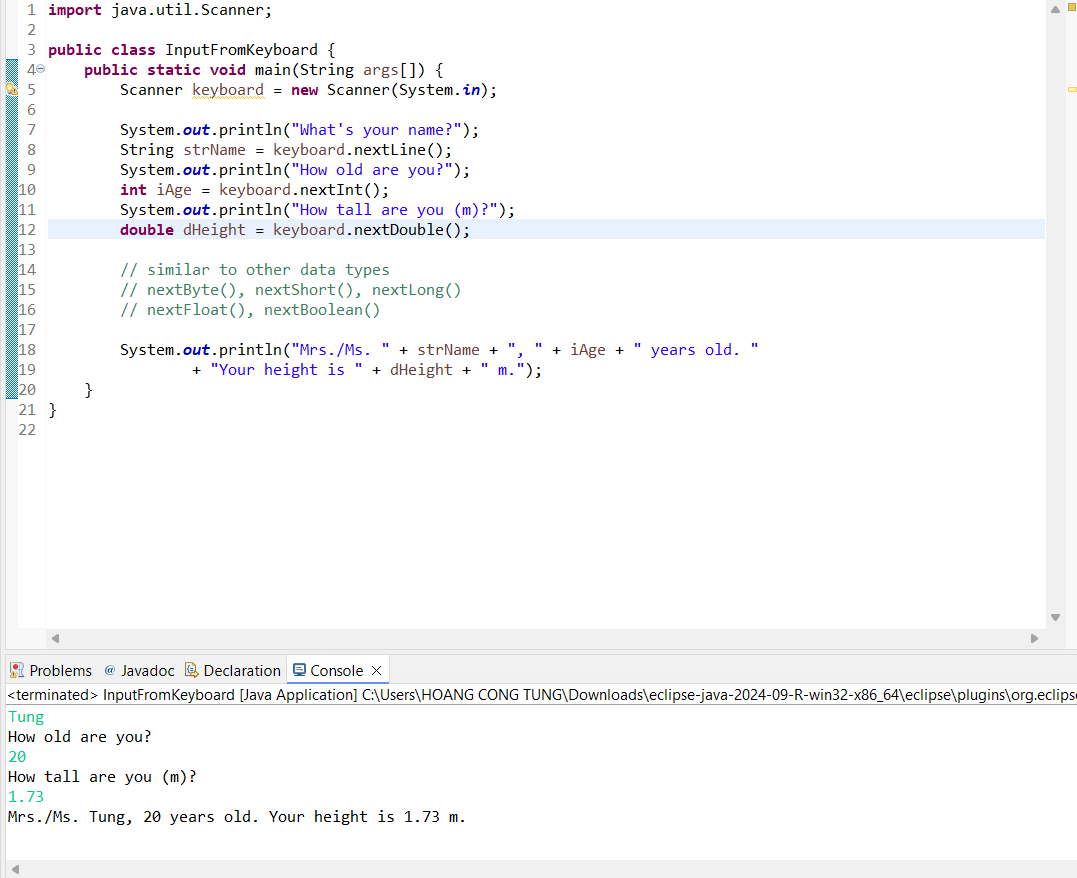 1 import java.util.Scanner;
2
3 public class InputFromKeyboard {
4     public static void main(String args[]) {
5         Scanner keyboard = new Scanner(System.in);
6
7         System.out.println("What's your name?");
8         String strName = keyboard.nextLine();
9         System.out.println("How old are you?");
10         int iAge = keyboard.nextInt();
11         System.out.println("How tall are you (m)?");
12         double dHeight = keyboard.nextDouble();
13
14         // similar to other data types
15         // nextByte(), nextShort(), nextLong()
16         // nextFloat(), nextBoolean()
17
18         System.out.println("Mrs./Ms. " + strName + ", " + iAge + " years old. "
19                 + "Your height is " + dHeight + " m.");
20     }
21 }
22
Problems @ Javadoc Declaration Console
<terminated> InputFromKeyboard [Java Application] C:\Users\HOANG CONG TUNG\Downloads\eclipse-java-2024-09-R-win32-x86_64\eclipse\plugins\org.eclipse
Tung
How old are you?
20
How tall are you (m)?
1.73
Mrs./Ms. Tung, 20 years old. Your height is 1.73 m.